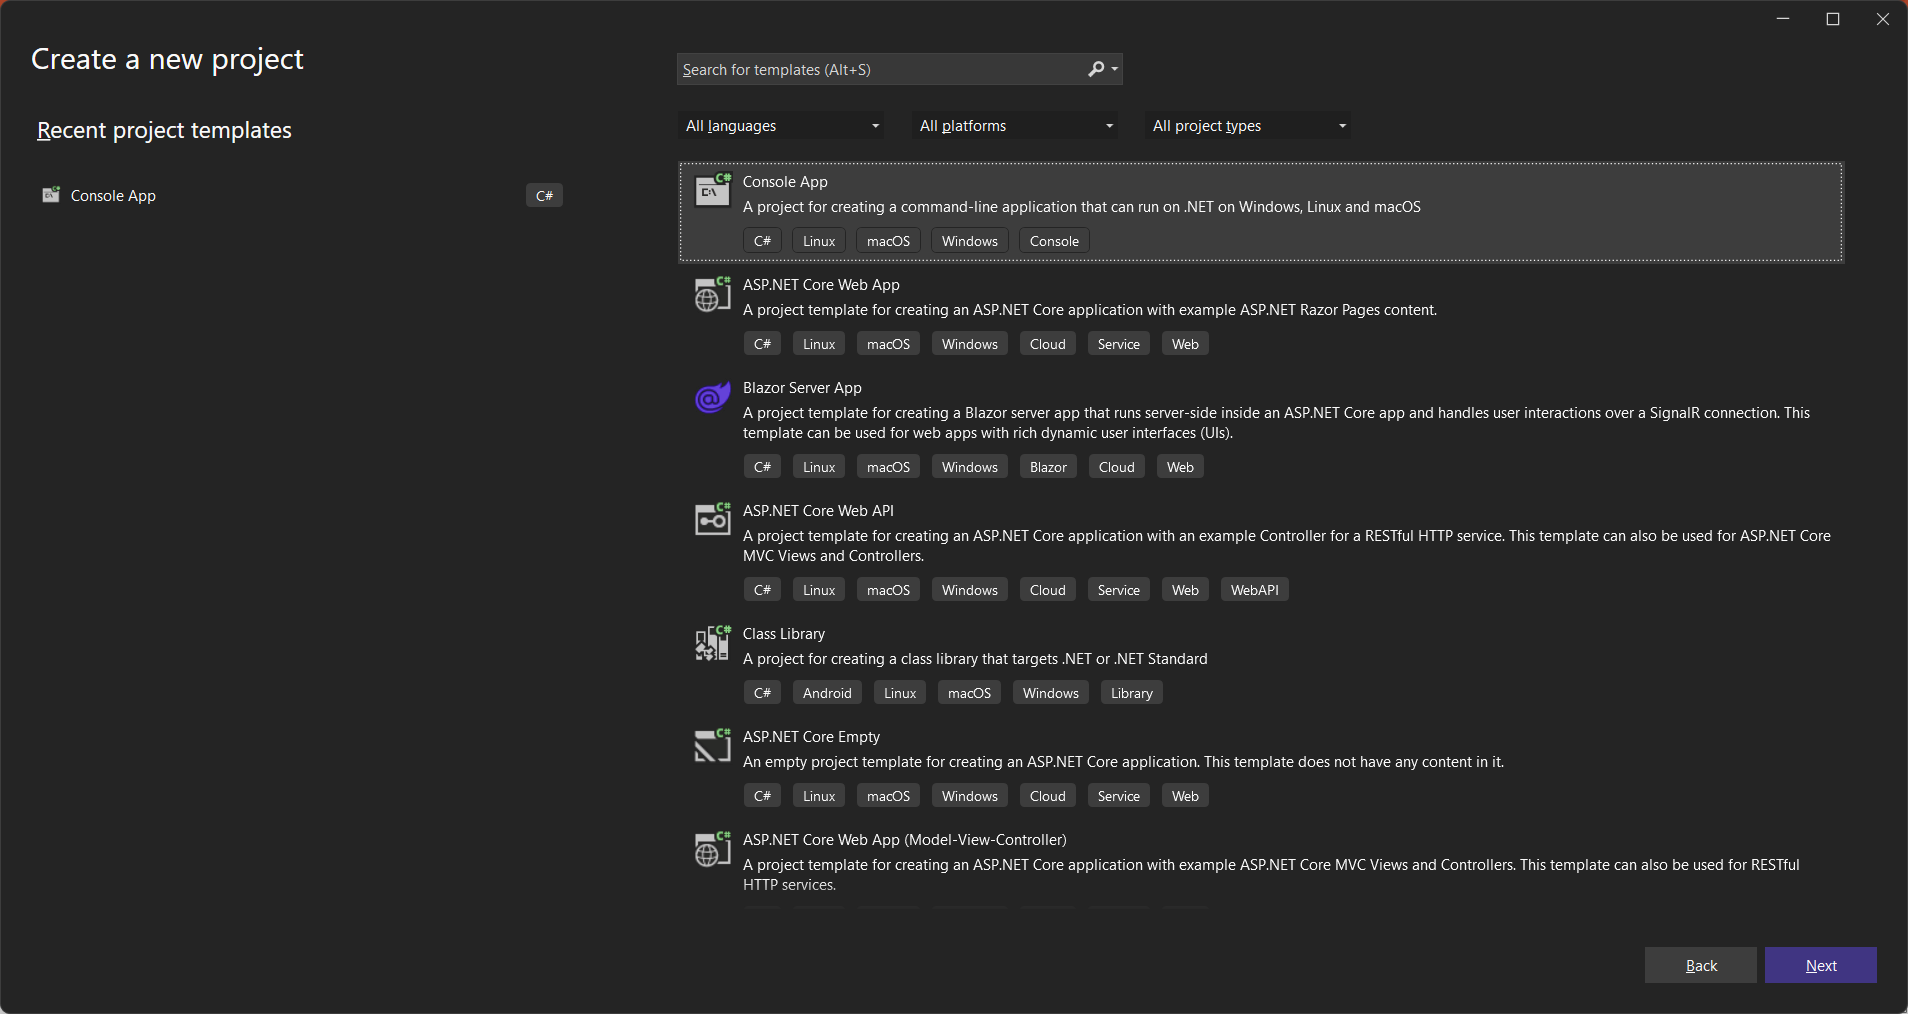 Create a new project
Search for templates (Alt+S)
Recent project templates
All languages
All platforms
All project types
Console App
C#
C#
C:\
Console App
A project for creating a command-line application that can run on .NET on Windows, Linux and macOS
C# Linux macOS Windows Console
C#
ASP.NET Core Web App
A project template for creating an ASP.NET Core application with example ASP.NET Razor Pages content.
C# Linux macOS Windows Cloud Service Web
Blazor Server App
A project template for creating a Blazor server app that runs server-side inside an ASP.NET Core app and handles user interactions over a SignalR connection. This
template can be used for web apps with rich dynamic user interfaces (UIs).
C# Linux macOS Windows Blazor Cloud Web
C#
ASP.NET Core Web API
A project template for creating an ASP.NET Core application with an example Controller for a RESTful HTTP service. This template can also be used for ASP.NET Core
MVC Views and Controllers.
C# Linux macOS Windows Cloud Service Web WebAPI
C#
Class Library
A project for creating a class library that targets .NET or .NET Standard
C# Android Linux macOS Windows Library
C#
ASP.NET Core Empty
An empty project template for creating an ASP.NET Core application. This template does not have any content in it.
C# Linux macOS Windows Cloud Service Web
C#
ASP.NET Core Web App (Model-View-Controller)
A project template for creating an ASP.NET Core application with example ASP.NET Core MVC Views and Controllers. This template can also be used for RESTful
HTTP services.
Back
Next